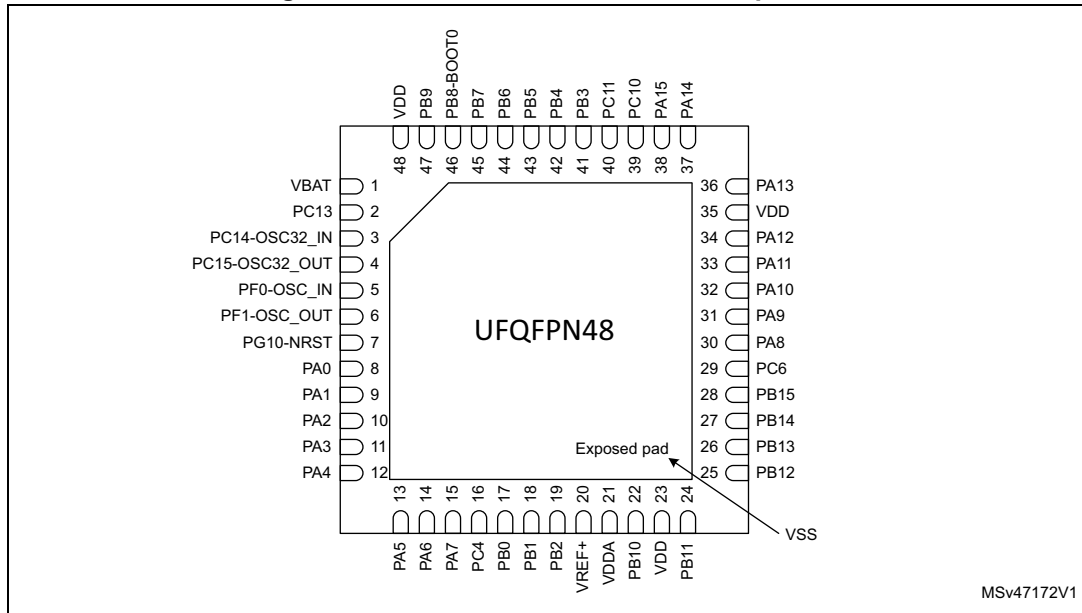 VDD PB9 PB8-BOOT0 PB7 PB6 PB5 PB4 PB3 PC11 PC10 PA15 PA14
48 47 46 45 44 43 42 41 40 39 38 37
VBAT 1 36 PA13
PC13 2 35 VDD
PC14-OSC32_IN 3 34 PA12
PC15-OSC32_OUT 4 33 PA11
PF0-OSC_IN 5 32 PA10
PF1-OSC_OUT 6 31 PA9
UFQFPN48
PG10-NRST 7 30 PA8
PA0 8 29 PC6
PA1 9 28 PB15
PA2 10 27 PB14
PA3 11 Exposed pad 26 PB13
PA4 12 25 PB12
13 14 15 16 17 18 19 20 21 22 23 24
PA5 PA6 PA7 PC4 PB0 PB1 PB2 VREF+ VDDA PB10 VDD PB11
VSS
MSv47172V1